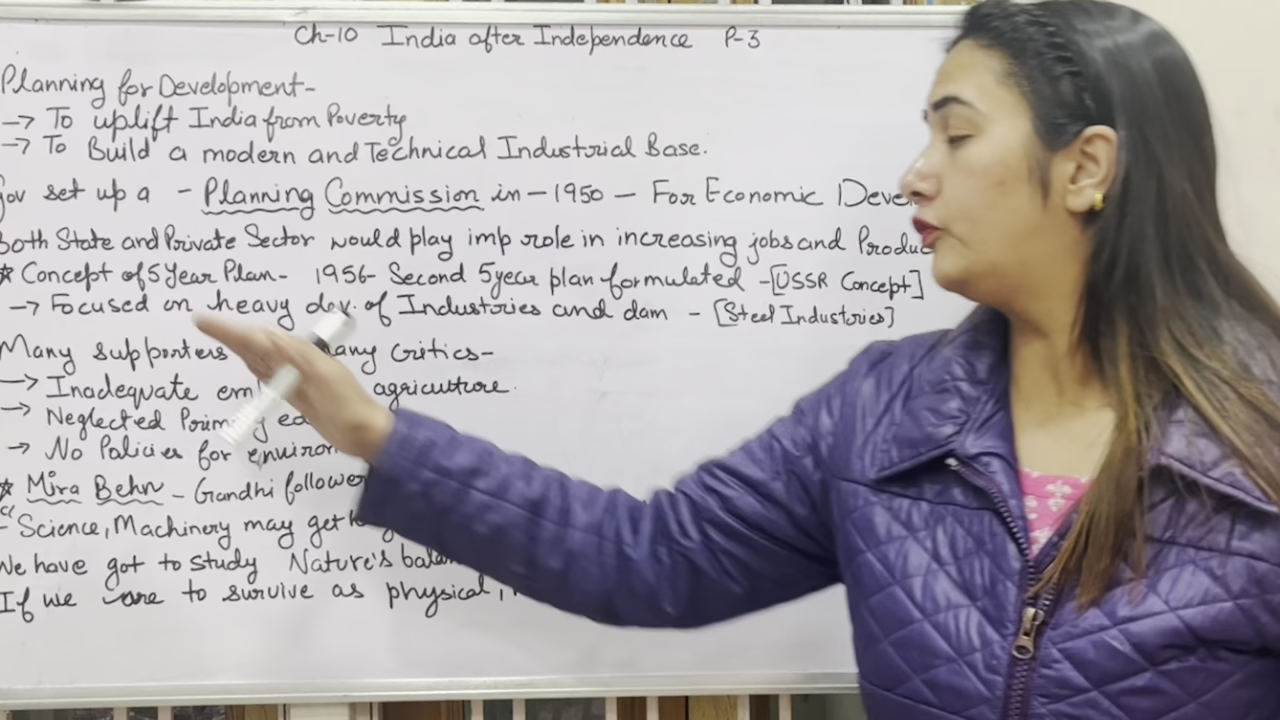 Ch-10 India after Independence P-3
Planning for Development-
→ To uplift India from Poverty
→ To Build a modern and Technical Industrial Base.
Gov set up a - Planning Commission in - 1950 - For Economic Deve
Both State and Private Sector would play imp role in increasing jobs and Produc
* Concept of 5 Year Plan - 1956 - Second 5 year plan formulated - [USSR Concept]
→ Focused on heavy dev. of Industries and dam - [Steel Industries]
Many supporters any Critics-
→ Inadequate em agriculture.
→ Neglected Prim y
→ No Policies for environ
* Mira Behn - Gandhi follower
- "Science, Machinery may get
We have got to study Nature's bala
If we are to survive as physical,